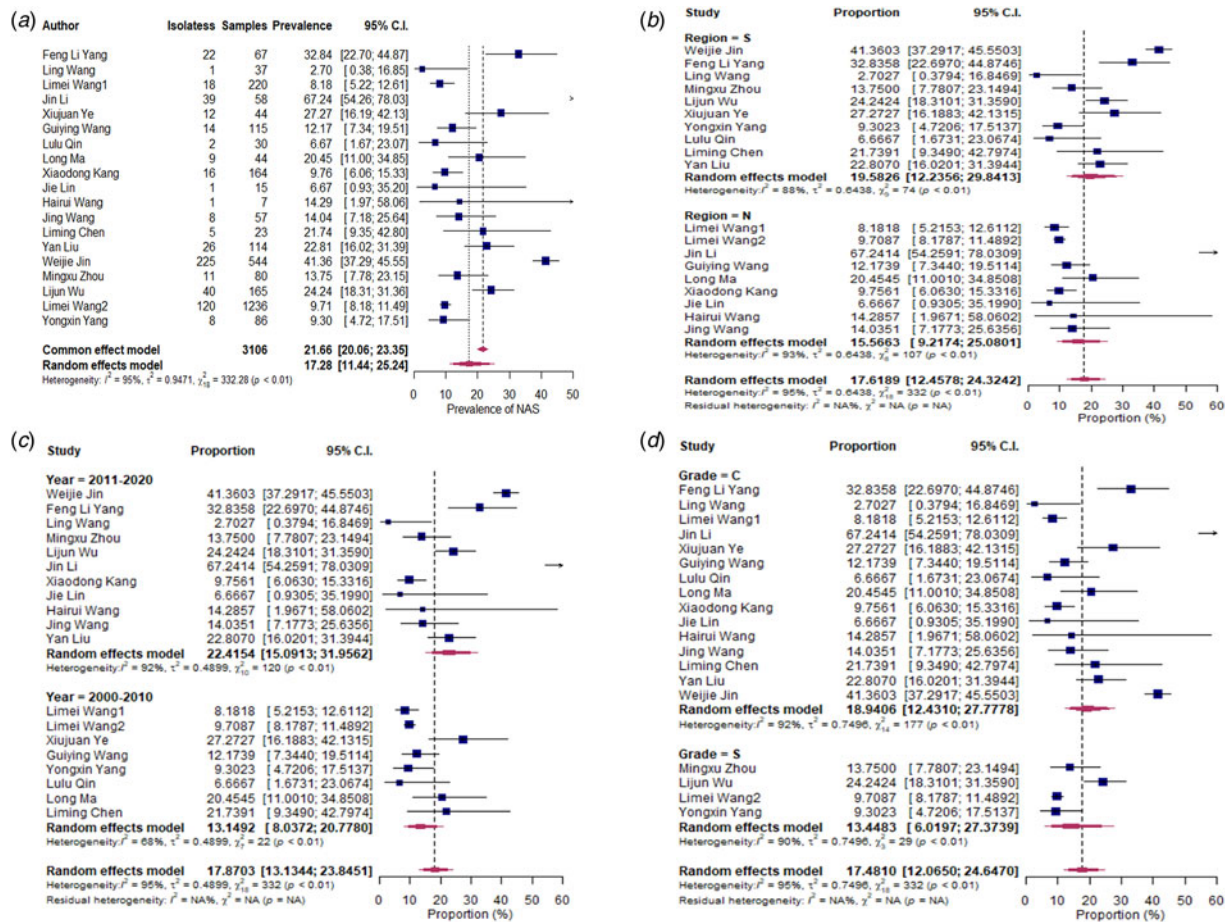 (a)
Author Isolatess Samples Prevalence 95% C.I.
Feng Li Yang 22 67 32.84 [22.70; 44.87]
Ling Wang 1 37 2.70 [0.38; 16.85]
Limei Wang1 18 220 8.18 [5.22; 12.61]
Jin Li 39 58 67.24 [54.26; 78.03]
Xiujuan Ye 12 44 27.27 [16.19; 42.13]
Guiying Wang 14 115 12.17 [7.34; 19.51]
Lulu Qin 2 30 6.67 [1.67; 23.07]
Long Ma 9 44 20.45 [11.00; 34.85]
Xiaodong Kang 16 164 9.76 [6.06; 15.33]
Jie Lin 1 15 6.67 [0.93; 35.20]
Hairui Wang 1 7 14.29 [1.97; 58.06]
Jing Wang 8 57 14.04 [7.18; 25.64]
Liming Chen 5 23 21.74 [9.35; 42.80]
Yan Liu 26 114 22.81 [16.02; 31.39]
Weijie Jin 225 544 41.36 [37.29; 45.55]
Mingxu Zhou 11 80 13.75 [7.78; 23.15]
Lijun Wu 40 165 24.24 [18.31; 31.36]
Limei Wang2 120 1236 9.71 [8.18; 11.49]
Yongxin Yang 8 86 9.30 [4.72; 17.51]
Common effect model 3106 21.66 [20.06; 23.35]
Random effects model 17.28 [11.44; 25.24]
Heterogeneity: I² = 95%, τ² = 0.9471, χ²₁₈ = 332.28 (p < 0.01)
0 10 20 30 40 50
Prevalence of NAS
(b)
Study Proportion 95% C.I.
Region = S
Weijie Jin 41.3603 [37.2917; 45.5503]
Feng Li Yang 32.8358 [22.6970; 44.8746]
Ling Wang 2.7027 [ 0.3794; 16.8469]
Mingxu Zhou 13.7500 [ 7.7807; 23.1494]
Lijun Wu 24.2424 [18.3101; 31.3590]
Xiujuan Ye 27.2727 [16.1883; 42.1315]
Yongxin Yang 9.3023 [ 4.7206; 17.5137]
Lulu Qin 6.6667 [ 1.6731; 23.0674]
Liming Chen 21.7391 [ 9.3490; 42.7974]
Yan Liu 22.8070 [16.0201; 31.3944]
Random effects model 19.5826 [12.2356; 29.8413]
Heterogeneity: I² = 88%, τ² = 0.6438, χ²₉ = 74 (p < 0.01)
Region = N
Limei Wang1 8.1818 [ 5.2153; 12.6112]
Limei Wang2 9.7087 [ 8.1787; 11.4892]
Jin Li 67.2414 [54.2591; 78.0309]
Guiying Wang 12.1739 [ 7.3440; 19.5114]
Long Ma 20.4545 [11.0010; 34.8508]
Xiaodong Kang 9.7561 [ 6.0630; 15.3316]
Jie Lin 6.6667 [ 0.9305; 35.1990]
Hairui Wang 14.2857 [ 1.9671; 58.0602]
Jing Wang 14.0351 [ 7.1773; 25.6356]
Random effects model 15.5663 [ 9.2174; 25.0801]
Heterogeneity: I² = 93%, τ² = 0.6438, χ²₈ = 107 (p < 0.01)
Random effects model 17.6189 [12.4578; 24.3242]
Heterogeneity: I² = 95%, τ² = 0.6438, χ²₁₈ = 332 (p < 0.01)
Residual heterogeneity: I² = NA%, χ² = NA (p = NA)
0 10 20 30 40 50 60
Proportion (%)
(c)
Study Proportion 95% C.I.
Year = 2011-2020
Weijie Jin 41.3603 [37.2917; 45.5503]
Feng Li Yang 32.8358 [22.6970; 44.8746]
Ling Wang 2.7027 [ 0.3794; 16.8469]
Mingxu Zhou 13.7500 [ 7.7807; 23.1494]
Lijun Wu 24.2424 [18.3101; 31.3590]
Jin Li 67.2414 [54.2591; 78.0309]
Xiaodong Kang 9.7561 [ 6.0630; 15.3316]
Jie Lin 6.6667 [ 0.9305; 35.1990]
Hairui Wang 14.2857 [ 1.9671; 58.0602]
Jing Wang 14.0351 [ 7.1773; 25.6356]
Yan Liu 22.8070 [16.0201; 31.3944]
Random effects model 22.4154 [15.0913; 31.9562]
Heterogeneity: I² = 92%, τ² = 0.4899, χ²₁₀ = 120 (p < 0.01)
Year = 2000-2010
Limei Wang1 8.1818 [ 5.2153; 12.6112]
Limei Wang2 9.7087 [ 8.1787; 11.4892]
Xiujuan Ye 27.2727 [16.1883; 42.1315]
Guiying Wang 12.1739 [ 7.3440; 19.5114]
Yongxin Yang 9.3023 [ 4.7206; 17.5137]
Lulu Qin 6.6667 [ 1.6731; 23.0674]
Long Ma 20.4545 [11.0010; 34.8508]
Liming Chen 21.7391 [ 9.3490; 42.7974]
Random effects model 13.1492 [ 8.0372; 20.7780]
Heterogeneity: I² = 68%, τ² = 0.4899, χ²₇ = 22 (p < 0.01)
Random effects model 17.8703 [13.1344; 23.8451]
Heterogeneity: I² = 95%, τ² = 0.4899, χ²₁₈ = 332 (p < 0.01)
Residual heterogeneity: I² = NA%, χ² = NA (p = NA)
0 10 20 30 40 50 60
Proportion (%)
(d)
Study Proportion 95% C.I.
Grade = C
Feng Li Yang 32.8358 [22.6970; 44.8746]
Ling Wang 2.7027 [ 0.3794; 16.8469]
Limei Wang1 8.1818 [ 5.2153; 12.6112]
Jin Li 67.2414 [54.2591; 78.0309]
Xiujuan Ye 27.2727 [16.1883; 42.1315]
Guiying Wang 12.1739 [ 7.3440; 19.5114]
Lulu Qin 6.6667 [ 1.6731; 23.0674]
Long Ma 20.4545 [11.0010; 34.8508]
Xiaodong Kang 9.7561 [ 6.0630; 15.3316]
Jie Lin 6.6667 [ 0.9305; 35.1990]
Hairui Wang 14.2857 [ 1.9671; 58.0602]
Jing Wang 14.0351 [ 7.1773; 25.6356]
Liming Chen 21.7391 [ 9.3490; 42.7974]
Yan Liu 22.8070 [16.0201; 31.3944]
Weijie Jin 41.3603 [37.2917; 45.5503]
Random effects model 18.9406 [12.4310; 27.7778]
Heterogeneity: I² = 92%, τ² = 0.7496, χ²₁₄ = 177 (p < 0.01)
Grade = S
Mingxu Zhou 13.7500 [ 7.7807; 23.1494]
Lijun Wu 24.2424 [18.3101; 31.3590]
Limei Wang2 9.7087 [ 8.1787; 11.4892]
Yongxin Yang 9.3023 [ 4.7206; 17.5137]
Random effects model 13.4483 [ 6.0197; 27.3739]
Heterogeneity: I² = 90%, τ² = 0.7496, χ²₃ = 29 (p < 0.01)
Random effects model 17.4810 [12.0650; 24.6470]
Heterogeneity: I² = 95%, τ² = 0.7496, χ²₁₈ = 332 (p < 0.01)
Residual heterogeneity: I² = NA%, χ² = NA (p = NA)
0 10 20 30 40 50 60
Proportion (%)